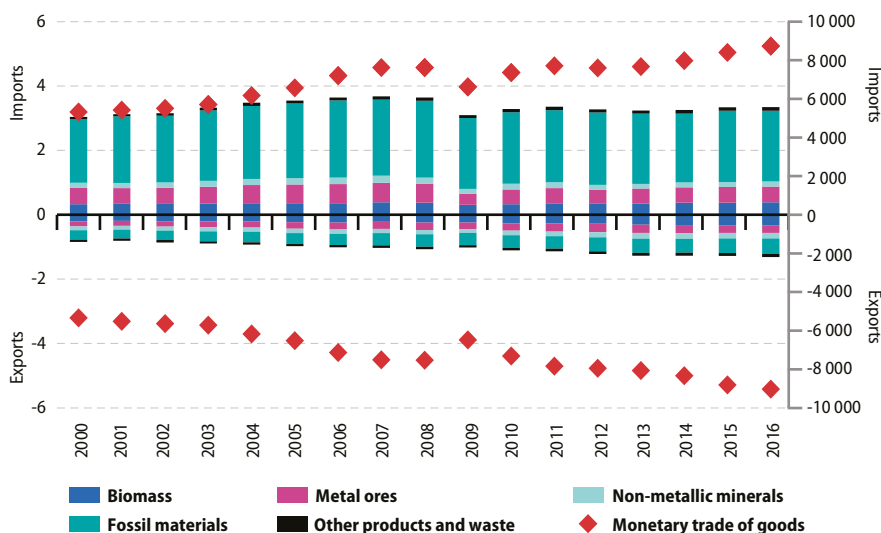 6
4
2
0
-2
-4
-6
Imports
Exports
10 000
8 000
6 000
4 000
2 000
0
-2 000
-4 000
-6 000
-8 000
-10 000
Imports
Exports
2000 2001 2002 2003 2004 2005 2006 2007 2008 2009 2010 2011 2012 2013 2014 2015 2016
Biomass Metal ores Non-metallic minerals
Fossil materials Other products and waste Monetary trade of goods